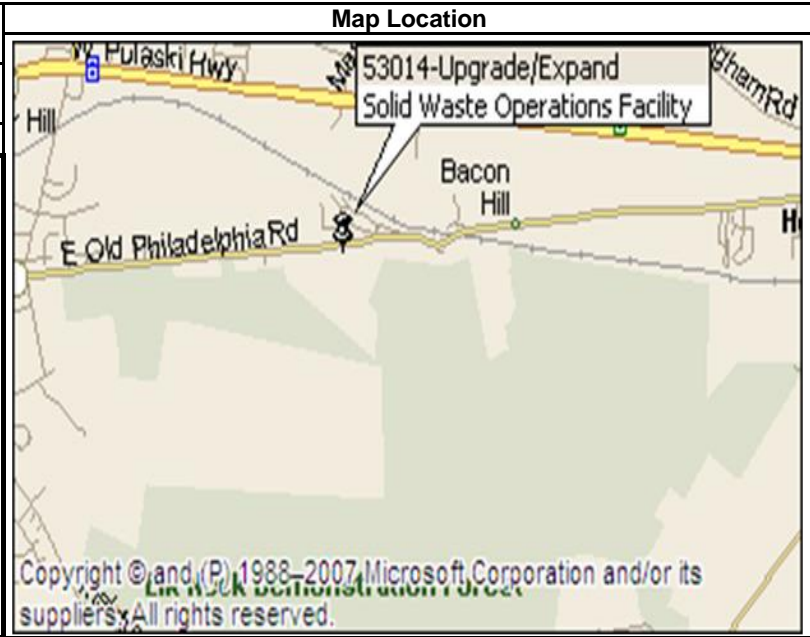 Map Location
W Pulaski Hwy
53014-Upgrade/Expand
Solid Waste Operations Facility
Hill
Bacon
Hill
E Old Philadelphia Rd
Copyright © and (P) 1988–2007 Microsoft Corporation and/or its
suppliers. All rights reserved.